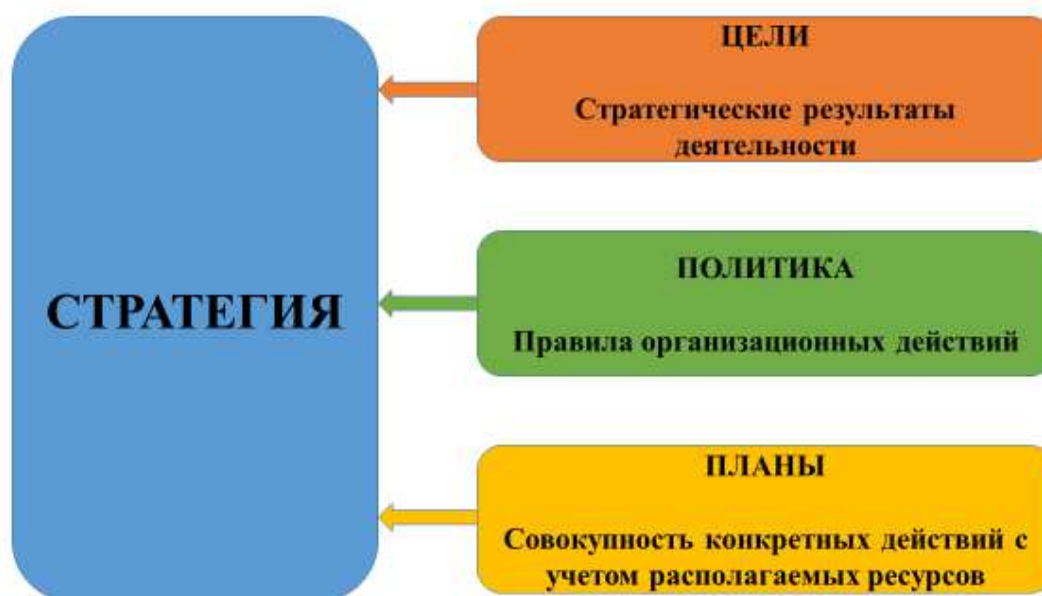 СТРАТЕГИЯ
ЦЕЛИ
Стратегические результаты
деятельности
ПОЛИТИКА
Правила организационных действий
ПЛАНЫ
Совокупность конкретных действий с
учетом располагаемых ресурсов